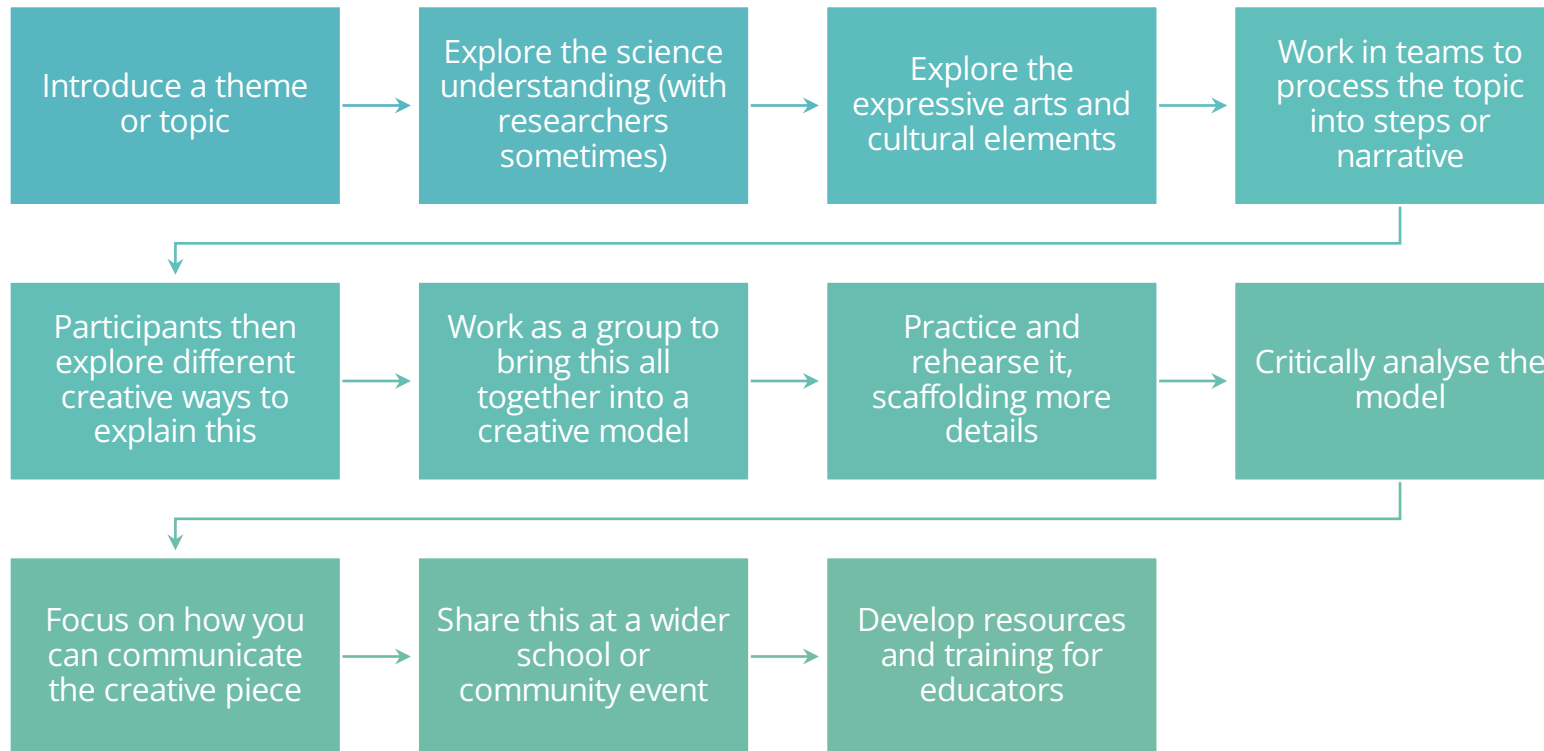 Introduce a theme
or topic
Explore the science
understanding (with
researchers
sometimes)
Explore the
expressive arts and
cultural elements
Work in teams to
process the topic
into steps or
narrative
Participants then
explore different
creative ways to
explain this
Work as a group to
bring this all
together into a
creative model
Practice and
rehearse it,
scaffolding more
details
Critically analyse the
model
Focus on how you
can communicate
the creative piece
Share this at a wider
school or
community event
Develop resources
and training for
educators